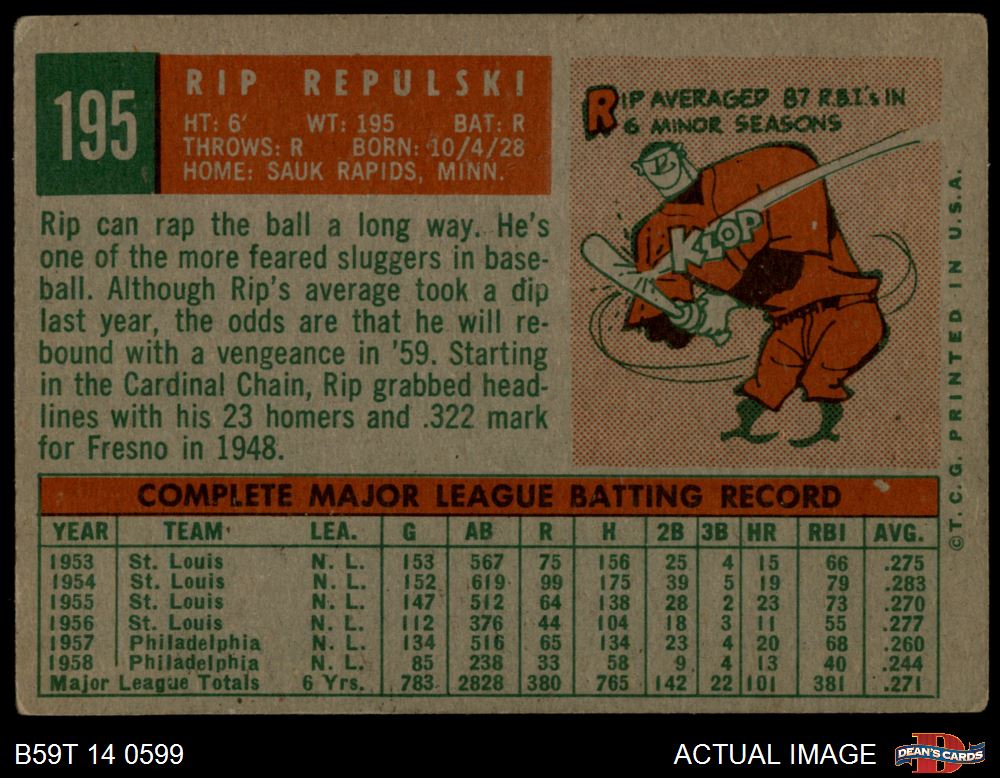 195
RIP REPULSKI
HT: 6' WT: 195 BAT: R
THROWS: R BORN: 10/4/28
HOME: SAUK RAPIDS, MINN.
RIP AVERAGED 87 R.B.I.'s IN
6 MINOR SEASONS
KZOP
Rip can rap the ball a long way. He's
one of the more feared sluggers in base-
ball. Although Rip's average took a dip
last year, the odds are that he will re-
bound with a vengeance in '59. Starting
in the Cardinal Chain, Rip grabbed head-
lines with his 23 homers and .322 mark
for Fresno in 1948.
©T. C. G. PRINTED IN U.S.A.
COMPLETE MAJOR LEAGUE BATTING RECORD
YEAR TEAM LEA. G AB R H 2B 3B HR RBI AVG.
1953 St. Louis N. L. 153 567 75 156 25 4 15 66 .275
1954 St. Louis N. L. 152 619 99 175 39 5 19 79 .283
1955 St. Louis N. L. 147 512 64 138 28 2 23 73 .270
1956 St. Louis N. L. 112 376 44 104 18 3 11 55 .277
1957 Philadelphia N. L. 134 516 65 134 23 4 20 68 .260
1958 Philadelphia N. L. 85 238 33 58 9 4 13 40 .244
Major League Totals 6 Yrs. 783 2828 380 765 142 22 101 381 .271
B59T 14 0599
ACTUAL IMAGE
DEAN'S CARDS